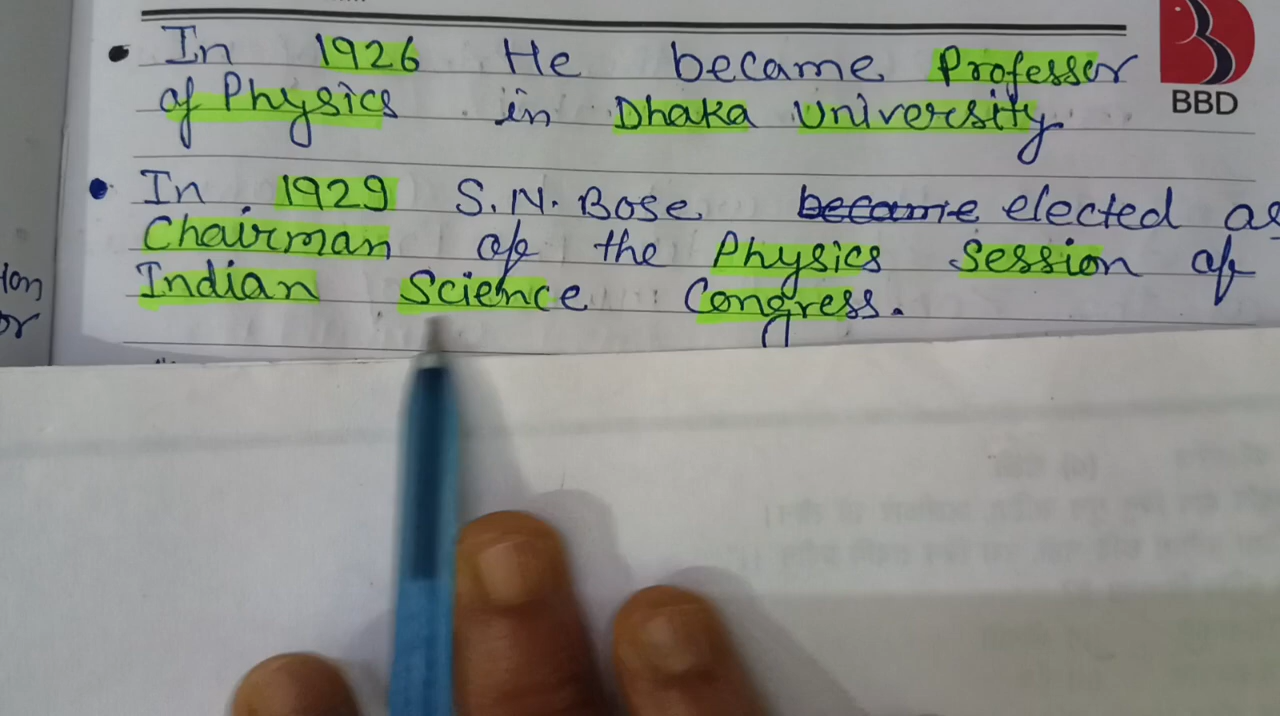 • In 1926 He became Professor
of Physics in Dhaka University
BBD
• In 1929 S.N. Bose became elected as
Chairman of the Physics Session of
Indian Science Congress.